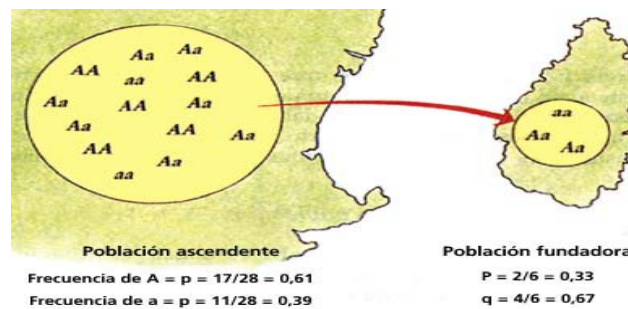 Aa Aa
AA aa AA
Aa AA Aa
Aa AA Aa
AA Aa
aa
aa
Aa Aa
Población ascendente
Frecuencia de A = p = 17/28 = 0,61
Frecuencia de a = p = 11/28 = 0,39
Población fundadora
P = 2/6 = 0,33
q = 4/6 = 0,67